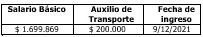 Salario Básico Auxilio de Transporte Fecha de ingreso
$ 1.699.869 $ 200.000 9/12/2021